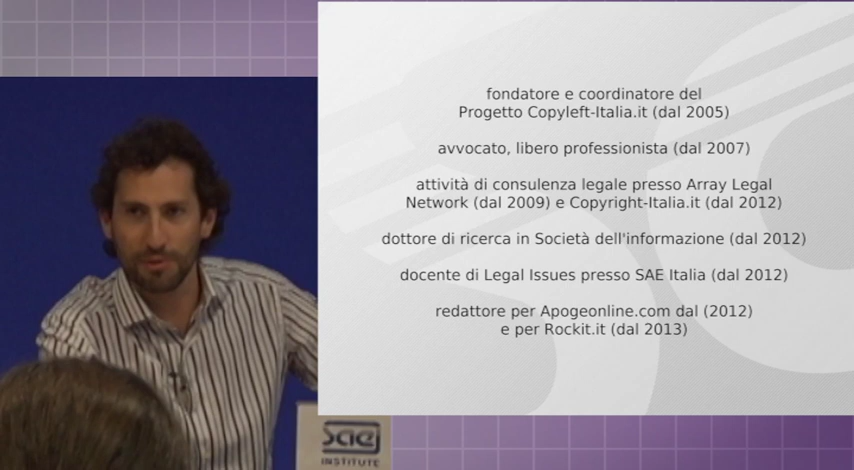 fondatore e coordinatore del
Progetto Copyleft-Italia.it (dal 2005)
avvocato, libero professionista (dal 2007)
attività di consulenza legale presso Array Legal
Network (dal 2009) e Copyright-Italia.it (dal 2012)
dottore di ricerca in Società dell'informazione (dal 2012)
docente di Legal Issues presso SAE Italia (dal 2012)
redattore per Apogeonline.com dal (2012)
e per Rockit.it (dal 2013)
sae
INSTITUTE